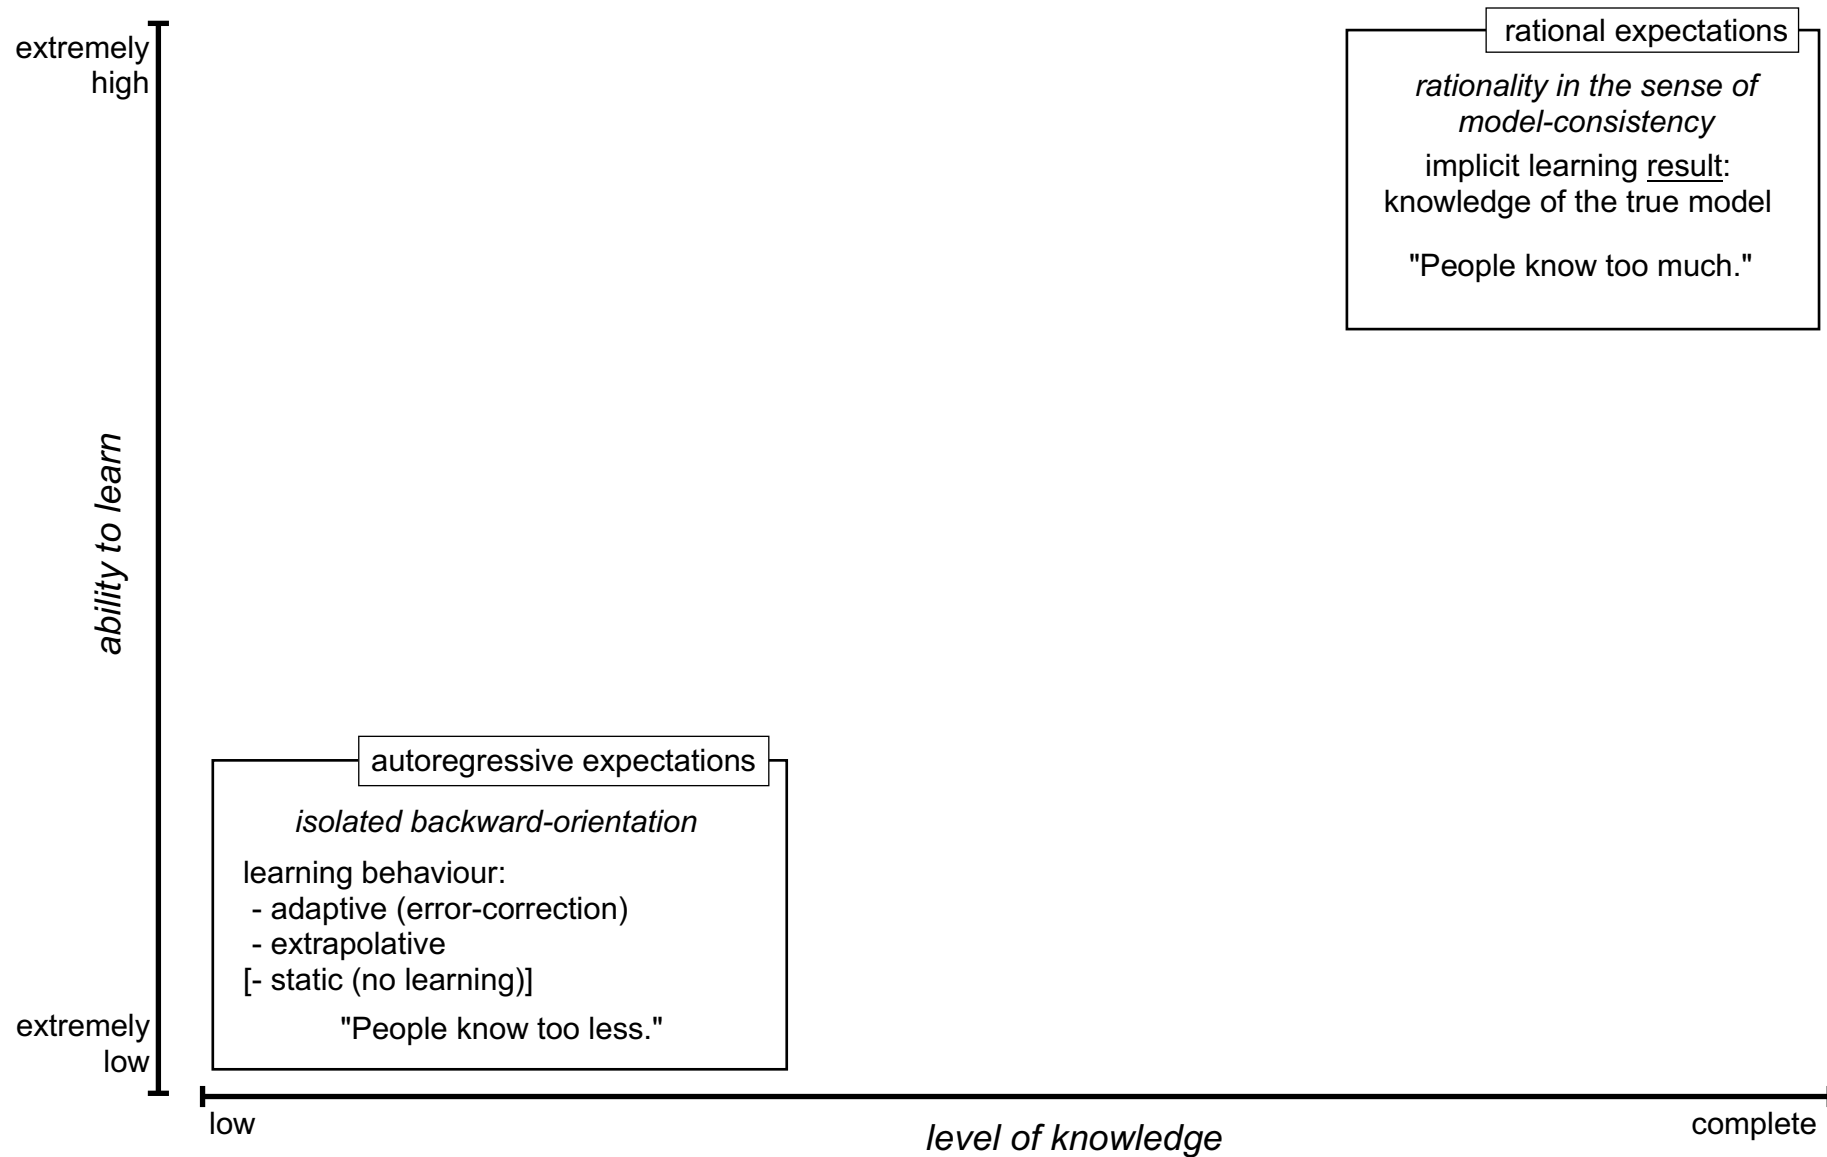 extremely
high
rational expectations
rationality in the sense of
model-consistency
implicit learning result:
knowledge of the true model
"People know too much."
ability to learn
autoregressive expectations
isolated backward-orientation
learning behaviour:
- adaptive (error-correction)
- extrapolative
[- static (no learning)]
"People know too less."
extremely
low
low
level of knowledge
complete